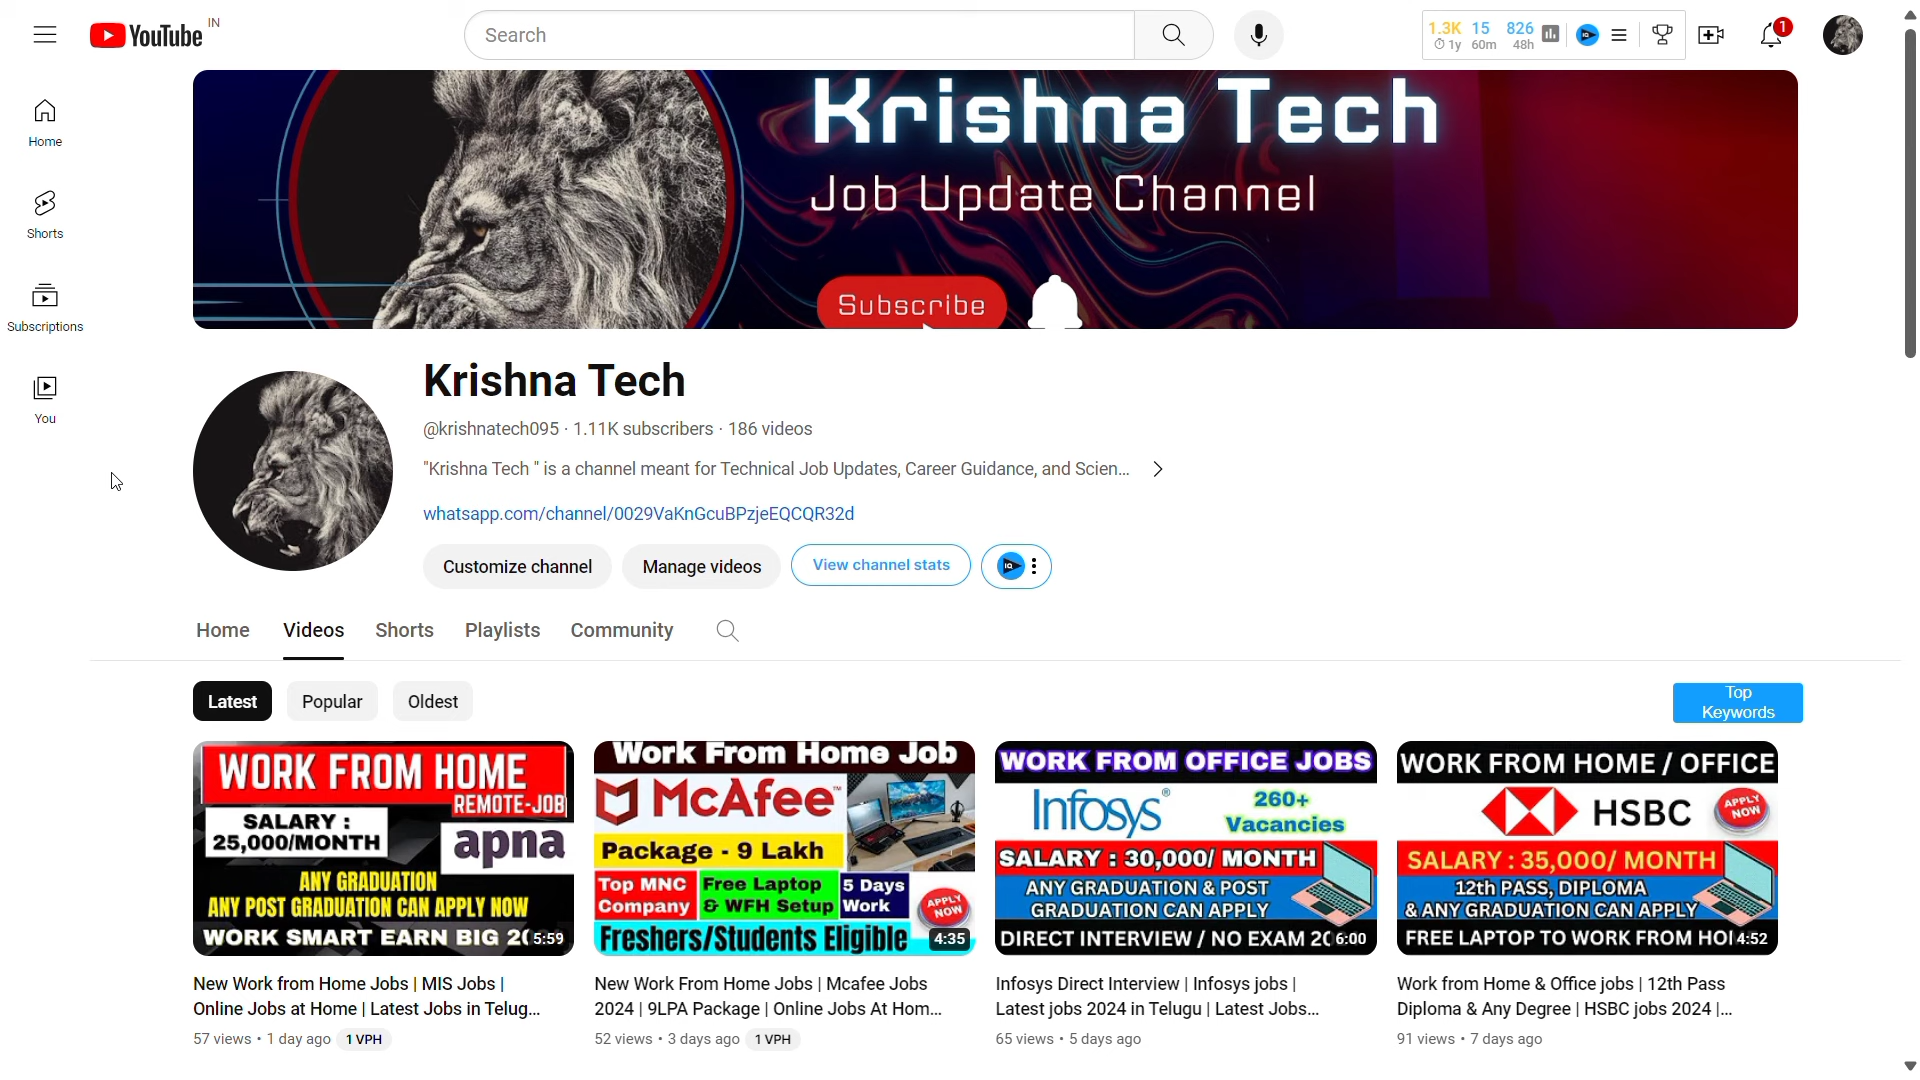 YouTube IN
Search
1.3K 15 826
1y 60m 48h
IQ
1
Home
Shorts
Subscriptions
You
Krishna Tech
Job Update Channel
Subscribe
Krishna Tech
@krishnatech095 · 1.11K subscribers · 186 videos
"Krishna Tech " is a channel meant for Technical Job Updates, Career Guidance, and Scien...
whatsapp.com/channel/0029VaKnGcuBPzjeEQCQR32d
Customize channel Manage videos View channel stats IQ
Home Videos Shorts Playlists Community
Latest Popular Oldest
Top
Keywords
WORK FROM HOME
REMOTE-JOB
SALARY :
25,000/MONTH
apna
ANY GRADUATION
ANY POST GRADUATION CAN APPLY NOW
WORK SMART EARN BIG 20
5:59
New Work from Home Jobs | MIS Jobs |
Online Jobs at Home | Latest Jobs in Telug...
57 views • 1 day ago 1 VPH
Work From Home Job
McAfee™
Package - 9 Lakh
Top MNC
Company
Free Laptop
& WFH Setup
5 Days
Work
APPLY
NOW
Freshers/Students Eligible
4:35
New Work From Home Jobs | Mcafee Jobs
2024 | 9LPA Package | Online Jobs At Hom...
52 views • 3 days ago 1 VPH
WORK FROM OFFICE JOBS
Infosys®
260+
Vacancies
SALARY : 30,000/ MONTH
ANY GRADUATION & POST
GRADUATION CAN APPLY
DIRECT INTERVIEW / NO EXAM 20
6:00
Infosys Direct Interview | Infosys jobs |
Latest jobs 2024 in Telugu | Latest Jobs...
65 views • 5 days ago
WORK FROM HOME / OFFICE
HSBC
APPLY
NOW
SALARY : 35,000/ MONTH
12th PASS, DIPLOMA
& ANY GRADUATION CAN APPLY
FREE LAPTOP TO WORK FROM HO
4:52
Work from Home & Office jobs | 12th Pass
Diploma & Any Degree | HSBC jobs 2024 |...
91 views • 7 days ago